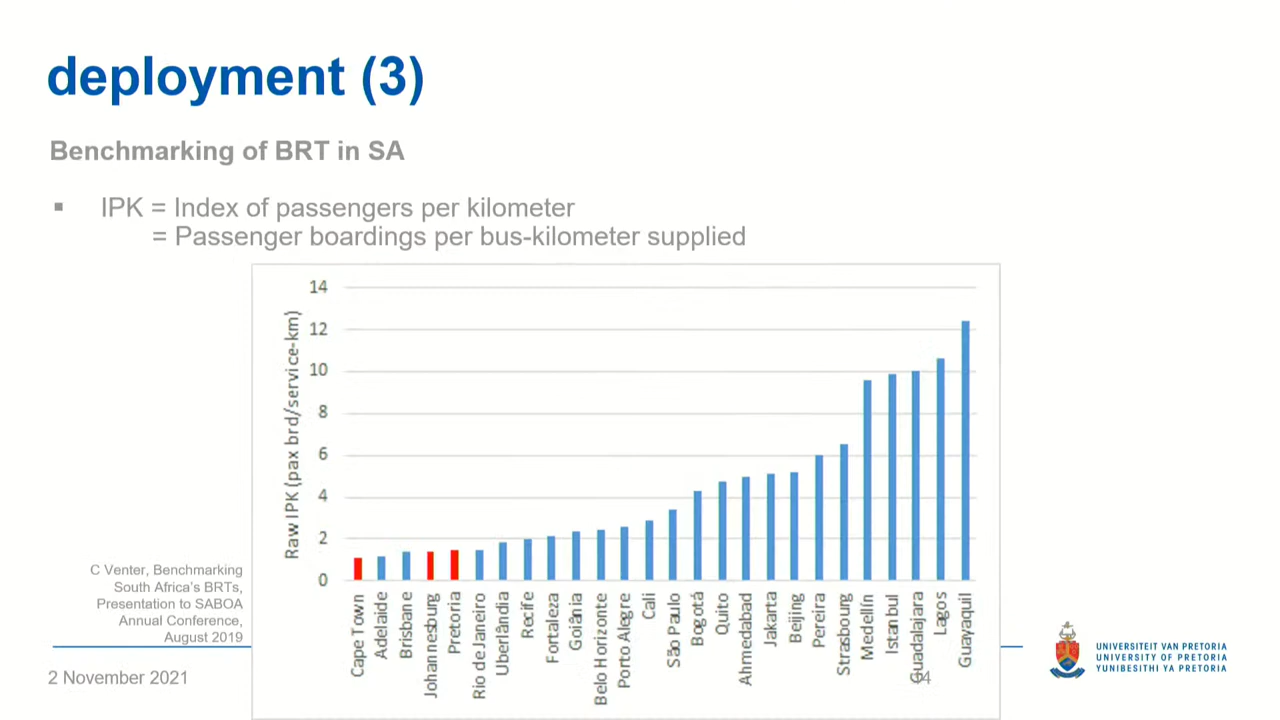 deployment (3)
Benchmarking of BRT in SA
▪ IPK = Index of passengers per kilometer
= Passenger boardings per bus-kilometer supplied
14
12
10
8
6
4
2
0
Raw IPK (pax brd/service-km)
Cape Town
Adelaide
Brisbane
Johannesburg
Pretoria
Rio de Janeiro
Uberlândia
Recife
Fortaleza
Goiânia
Belo Horizonte
Porto Alegre
Cali
São Paulo
Bogotá
Quito
Ahmedabad
Jakarta
Beijing
Pereira
Strasbourg
Medellín
Istanbul
Guadalajara
Lagos
Guayaquil
C Venter, Benchmarking
South Africa's BRTs,
Presentation to SABOA
Annual Conference,
August 2019
2 November 2021
UNIVERSITEIT VAN PRETORIA
UNIVERSITY OF PRETORIA
YUNIBESITHI YA PRETORIA